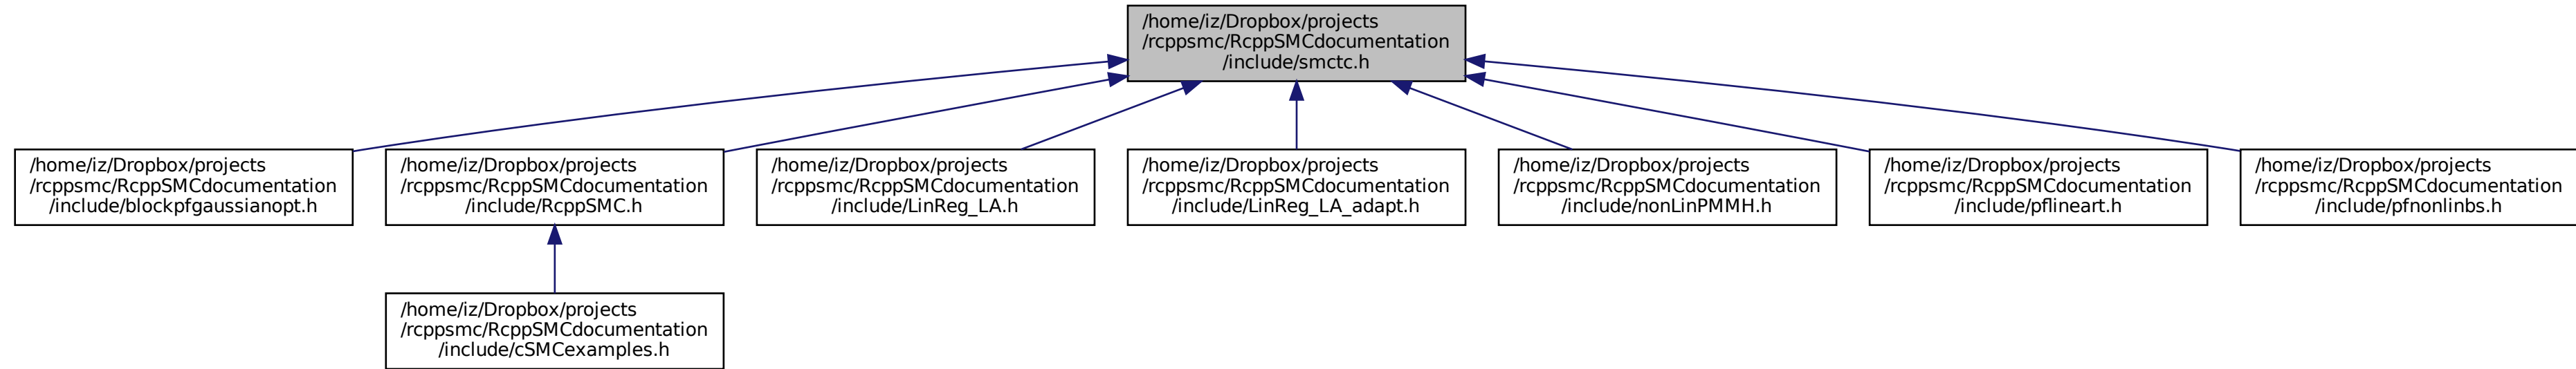 /home/iz/Dropbox/projects
/rcppsmc/RcppSMCdocumentation
/include/smctc.h
/home/iz/Dropbox/projects
/rcppsmc/RcppSMCdocumentation
/include/blockpfgaussianopt.h
/home/iz/Dropbox/projects
/rcppsmc/RcppSMCdocumentation
/include/RcppSMC.h
/home/iz/Dropbox/projects
/rcppsmc/RcppSMCdocumentation
/include/LinReg_LA.h
/home/iz/Dropbox/projects
/rcppsmc/RcppSMCdocumentation
/include/LinReg_LA_adapt.h
/home/iz/Dropbox/projects
/rcppsmc/RcppSMCdocumentation
/include/nonLinPMMH.h
/home/iz/Dropbox/projects
/rcppsmc/RcppSMCdocumentation
/include/pflineart.h
/home/iz/Dropbox/projects
/rcppsmc/RcppSMCdocumentation
/include/pfnonlinbs.h
/home/iz/Dropbox/projects
/rcppsmc/RcppSMCdocumentation
/include/cSMCexamples.h